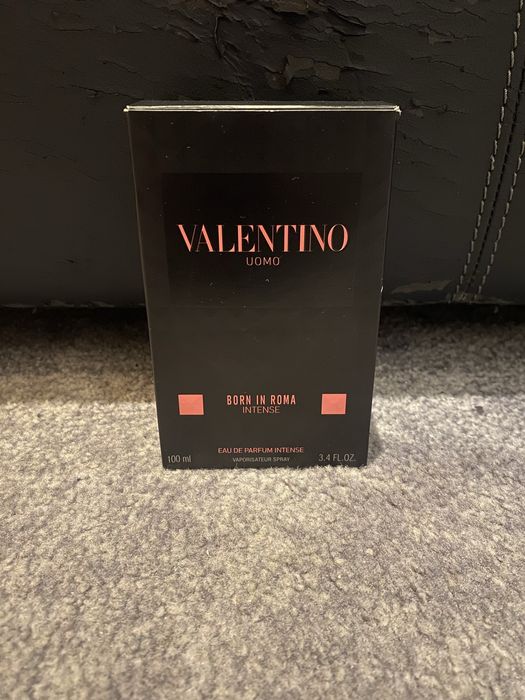 VALENTINO
UOMO
BORN IN ROMA
INTENSE
EAU DE PARFUM INTENSE
100 ml VAPORISATEUR SPRAY 3.4 FL.OZ.